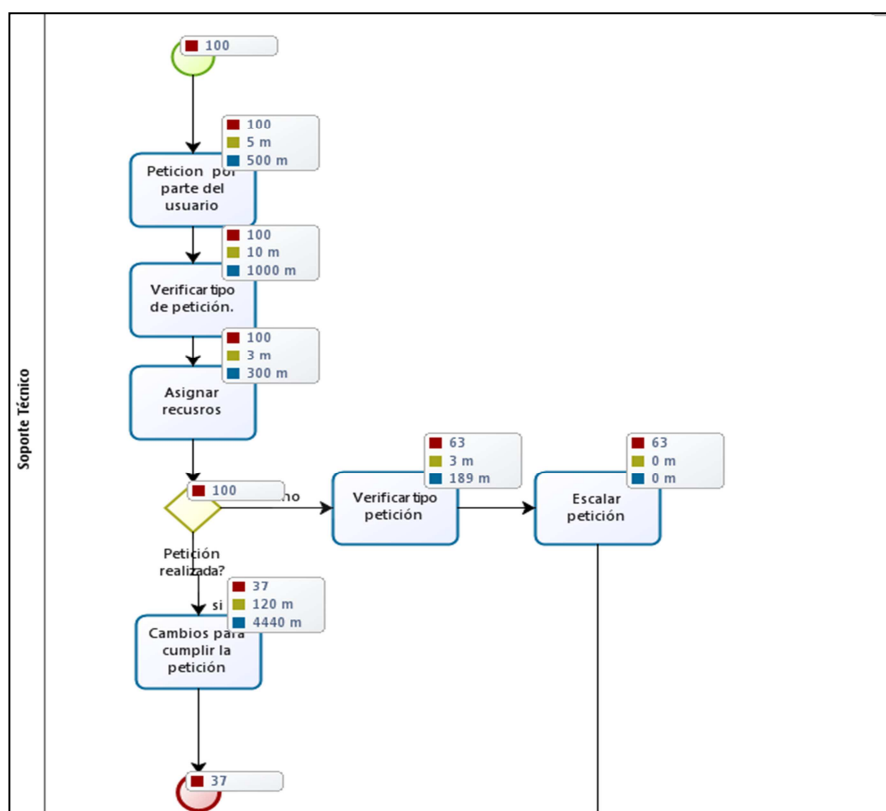 Soporte Técnico
100
100
5 m
500 m
Peticion por
parte del
usuario
100
10 m
1000 m
Verificar tipo
de petición.
100
3 m
300 m
Asignar
recusros
100
no
Petición
realizada?
si
63
3 m
189 m
Verificar tipo
petición
63
0 m
0 m
Escalar
petición
37
120 m
4440 m
Cambios para
cumplir la
petición
37